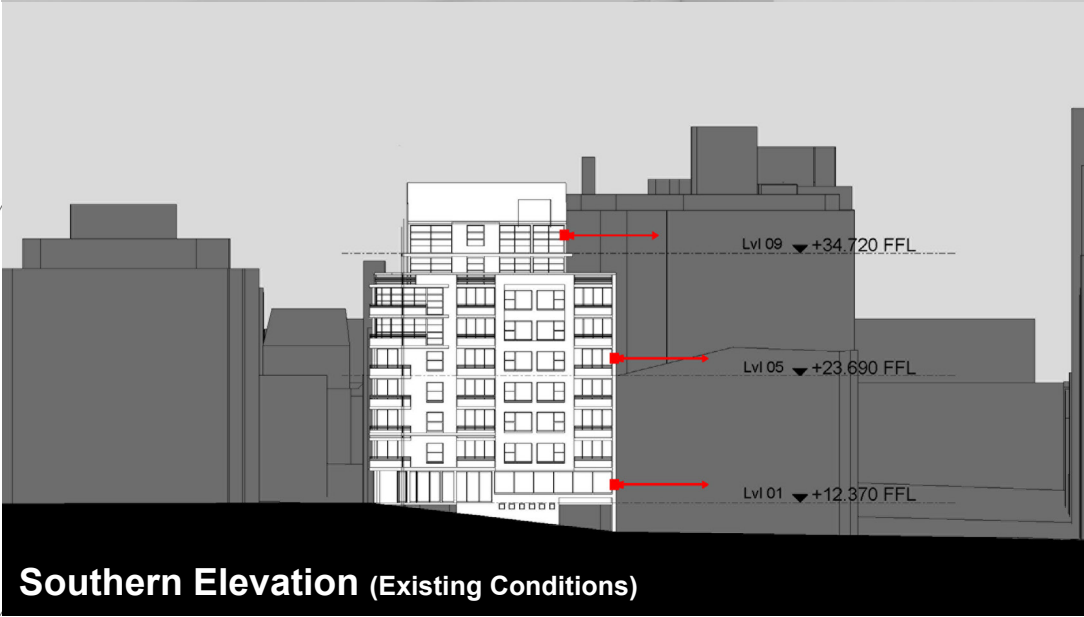 Lvl 09 +34.720 FFL
Lvl 05 +23.690 FFL
Lvl 01 +12.370 FFL
Southern Elevation (Existing Conditions)